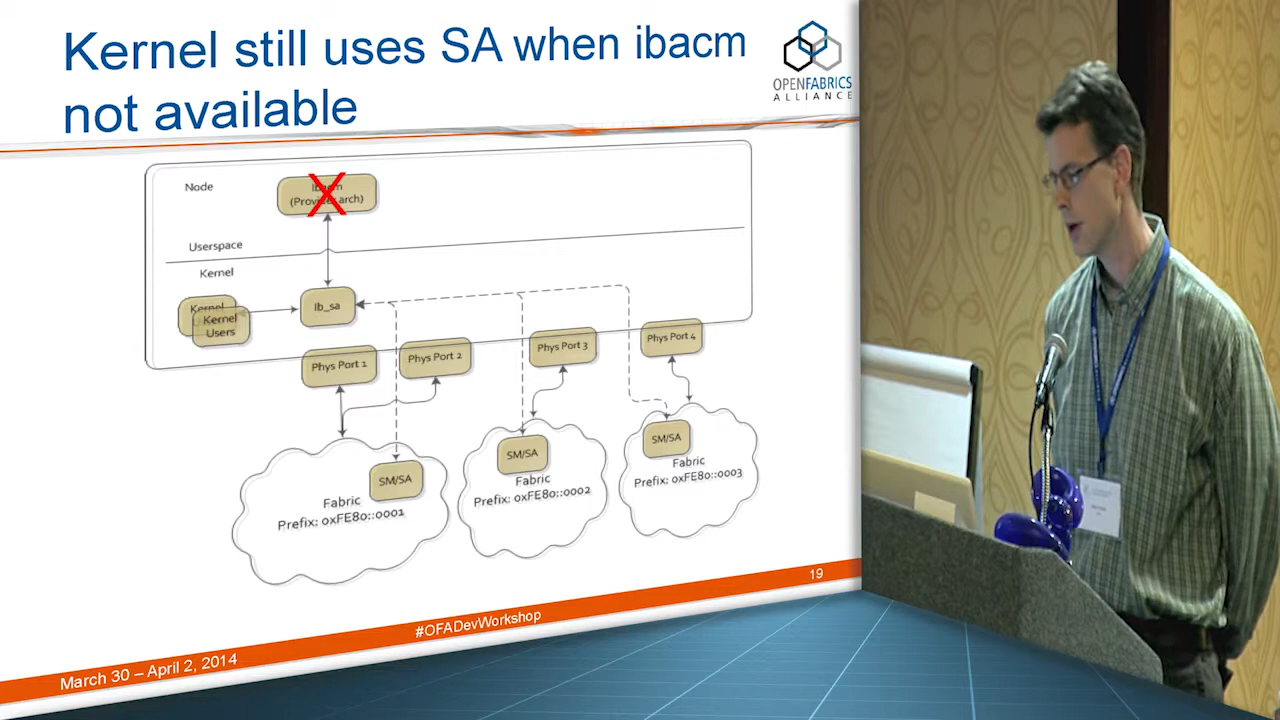 Kernel still uses SA when ibacm
not available
OPENFABRICS
ALLIANCE
Node
(Provider arch)
Userspace
Kernel
Kernel
Kernel
Users
ib_sa
Phys Port 1
Phys Port 2
Phys Port 3
Phys Port 4
SM/SA
Fabric
Prefix: 0xFE80::0001
SM/SA
Fabric
Prefix: 0xFE80::0002
SM/SA
Fabric
Prefix: 0xFE80::0003
March 30 – April 2, 2014
#OFADevWorkshop
19